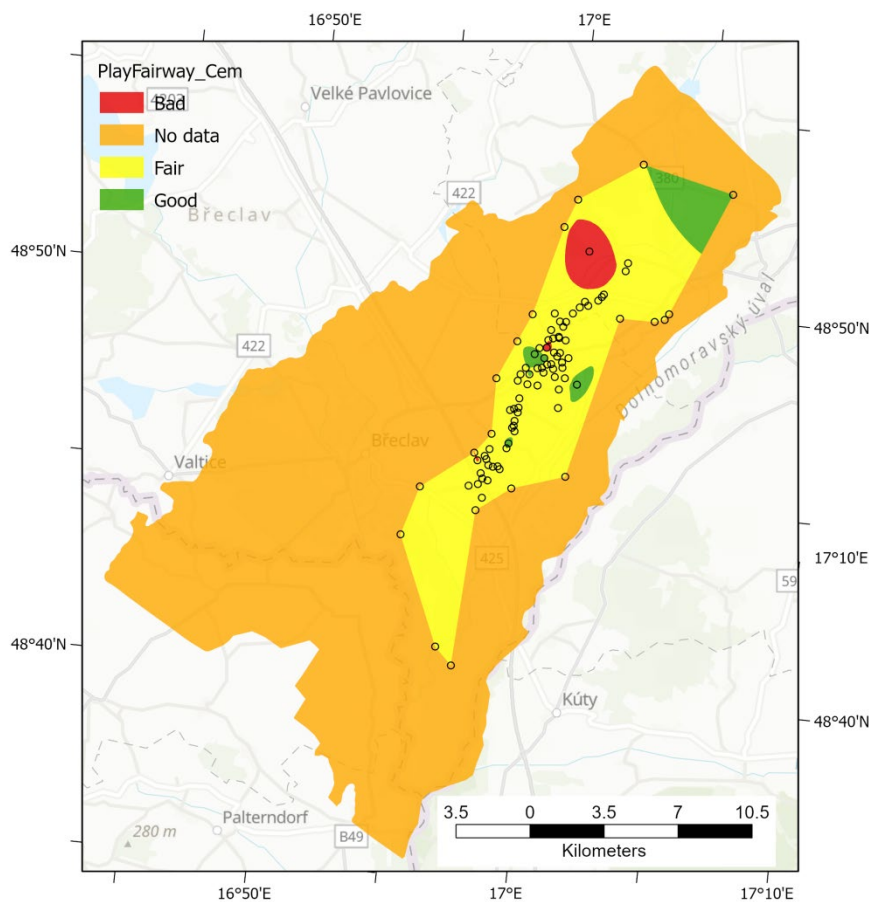 16°50'E
17°E
PlayFairway_Cem
Bad
No data
Fair
Good
Velké Pavlovice
422
380
Břeclav
48°50'N
48°50'N
422
Dolnomoravský úval
Břeclav
Valtice
425
17°10'E
59
48°40'N
Kúty
48°40'N
3.5 0 3.5 7 10.5
Kilometers
Palterndorf
280 m
B49
16°50'E
17°E
17°10'E